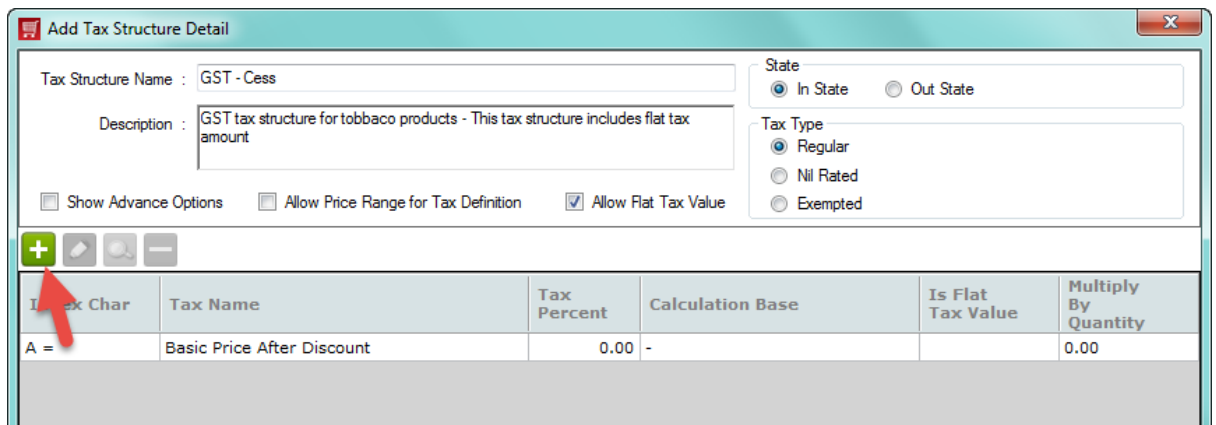 Add Tax Structure Detail
Tax Structure Name : GST - Cess
Description : GST tax structure for tobbaco products - This tax structure includes flat tax
amount
Show Advance Options Allow Price Range for Tax Definition Allow Flat Tax Value
State
In State Out State
Tax Type
Regular
Nil Rated
Exempted
Char Tax Name Tax Percent Calculation Base Is Flat Tax Value Multiply By Quantity
A = Basic Price After Discount 0.00 - 0.00